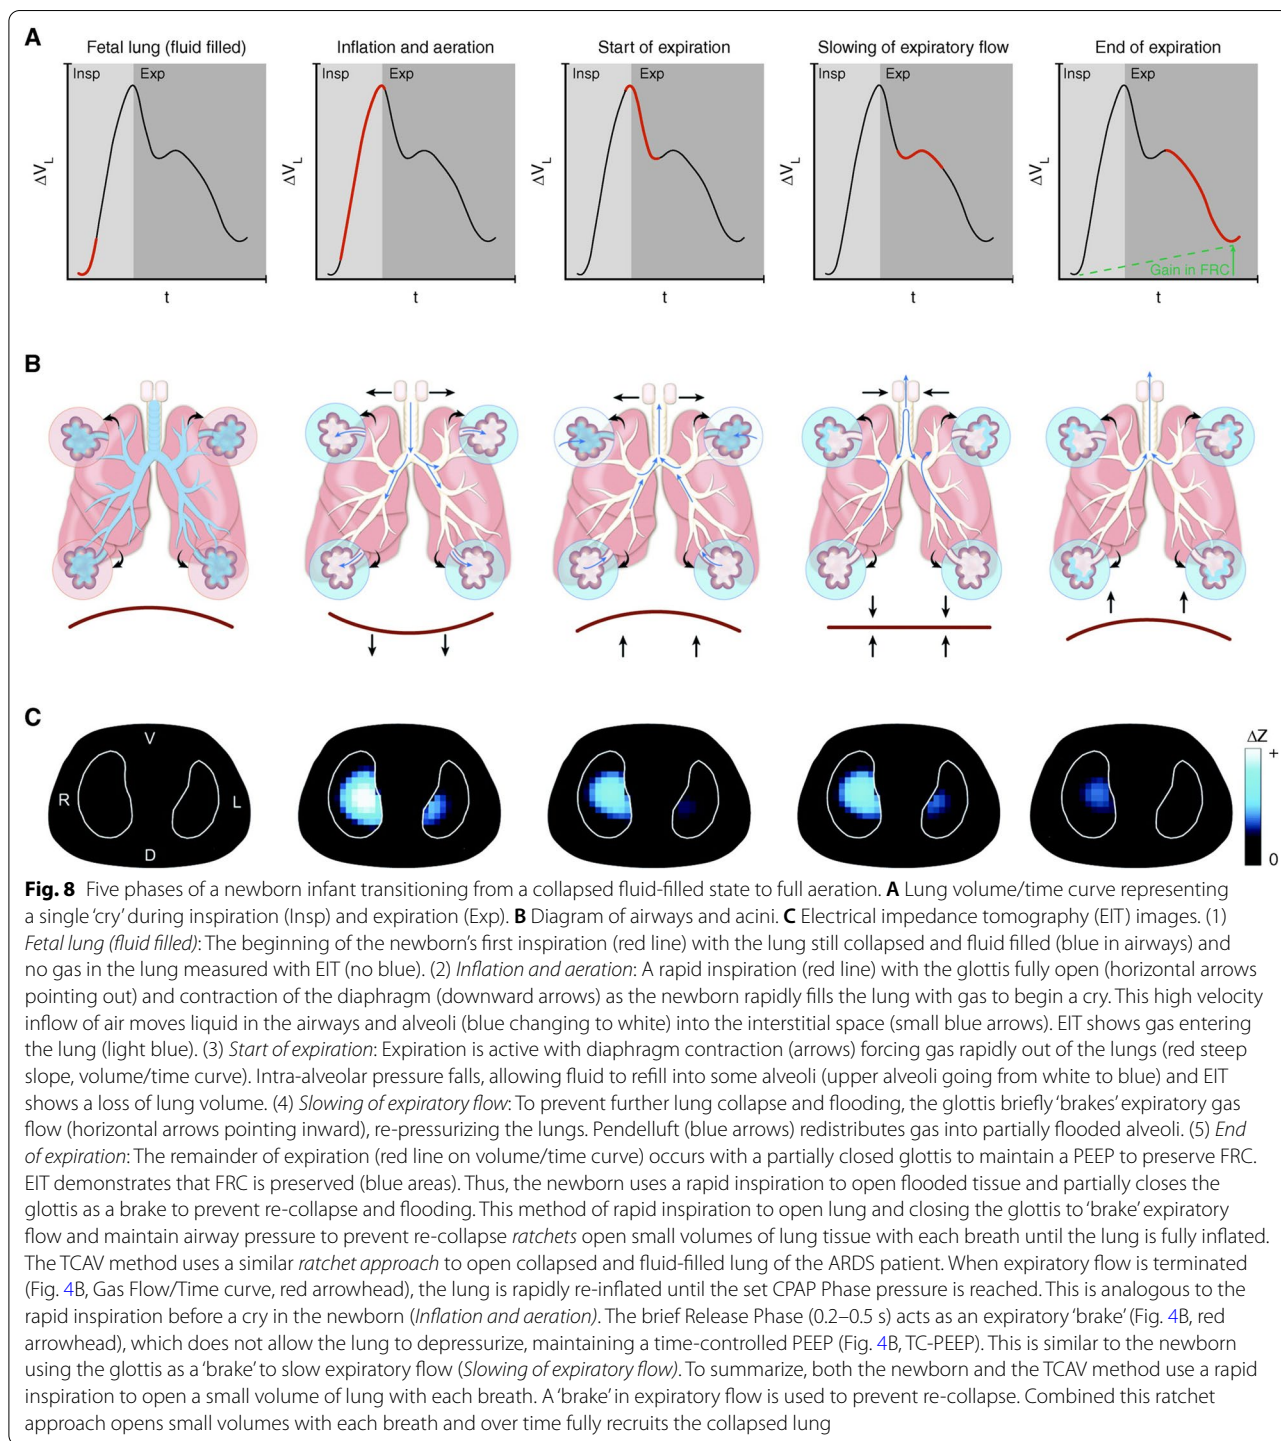 A
Fetal lung (fluid filled)
Inflation and aeration
Start of expiration
Slowing of expiratory flow
End of expiration
Insp Exp
Insp Exp
Insp Exp
Insp Exp
Insp Exp
ΔVL
ΔVL
ΔVL
ΔVL
ΔVL
Gain in FRC
t
t
t
t
t
B
C
V
R
L
D
ΔZ
+
0
Fig. 8 Five phases of a newborn infant transitioning from a collapsed fluid-filled state to full aeration. A Lung volume/time curve representing
a single ‘cry’ during inspiration (Insp) and expiration (Exp). B Diagram of airways and acini. C Electrical impedance tomography (EIT) images. (1)
Fetal lung (fluid filled): The beginning of the newborn’s first inspiration (red line) with the lung still collapsed and fluid filled (blue in airways) and
no gas in the lung measured with EIT (no blue). (2) Inflation and aeration: A rapid inspiration (red line) with the glottis fully open (horizontal arrows
pointing out) and contraction of the diaphragm (downward arrows) as the newborn rapidly fills the lung with gas to begin a cry. This high velocity
inflow of air moves liquid in the airways and alveoli (blue changing to white) into the interstitial space (small blue arrows). EIT shows gas entering
the lung (light blue). (3) Start of expiration: Expiration is active with diaphragm contraction (arrows) forcing gas rapidly out of the lungs (red steep
slope, volume/time curve). Intra-alveolar pressure falls, allowing fluid to refill into some alveoli (upper alveoli going from white to blue) and EIT
shows a loss of lung volume. (4) Slowing of expiratory flow: To prevent further lung collapse and flooding, the glottis briefly ‘brakes’ expiratory gas
flow (horizontal arrows pointing inward), re-pressurizing the lungs. Pendelluft (blue arrows) redistributes gas into partially flooded alveoli. (5) End
of expiration: The remainder of expiration (red line on volume/time curve) occurs with a partially closed glottis to maintain a PEEP to preserve FRC.
EIT demonstrates that FRC is preserved (blue areas). Thus, the newborn uses a rapid inspiration to open flooded tissue and partially closes the
glottis as a brake to prevent re-collapse and flooding. This method of rapid inspiration to open lung and closing the glottis to ‘brake’ expiratory
flow and maintain airway pressure to prevent re-collapse ratchets open small volumes of lung tissue with each breath until the lung is fully inflated.
The TCAV method uses a similar ratchet approach to open collapsed and fluid-filled lung of the ARDS patient. When expiratory flow is terminated
(Fig. 4B, Gas Flow/Time curve, red arrowhead), the lung is rapidly re-inflated until the set CPAP Phase pressure is reached. This is analogous to the
rapid inspiration before a cry in the newborn (Inflation and aeration). The brief Release Phase (0.2–0.5 s) acts as an expiratory ‘brake’ (Fig. 4B, red
arrowhead), which does not allow the lung to depressurize, maintaining a time-controlled PEEP (Fig. 4B, TC-PEEP). This is similar to the newborn
using the glottis as a ‘brake’ to slow expiratory flow (Slowing of expiratory flow). To summarize, both the newborn and the TCAV method use a rapid
inspiration to open a small volume of lung with each breath. A ‘brake’ in expiratory flow is used to prevent re-collapse. Combined this ratchet
approach opens small volumes with each breath and over time fully recruits the collapsed lung